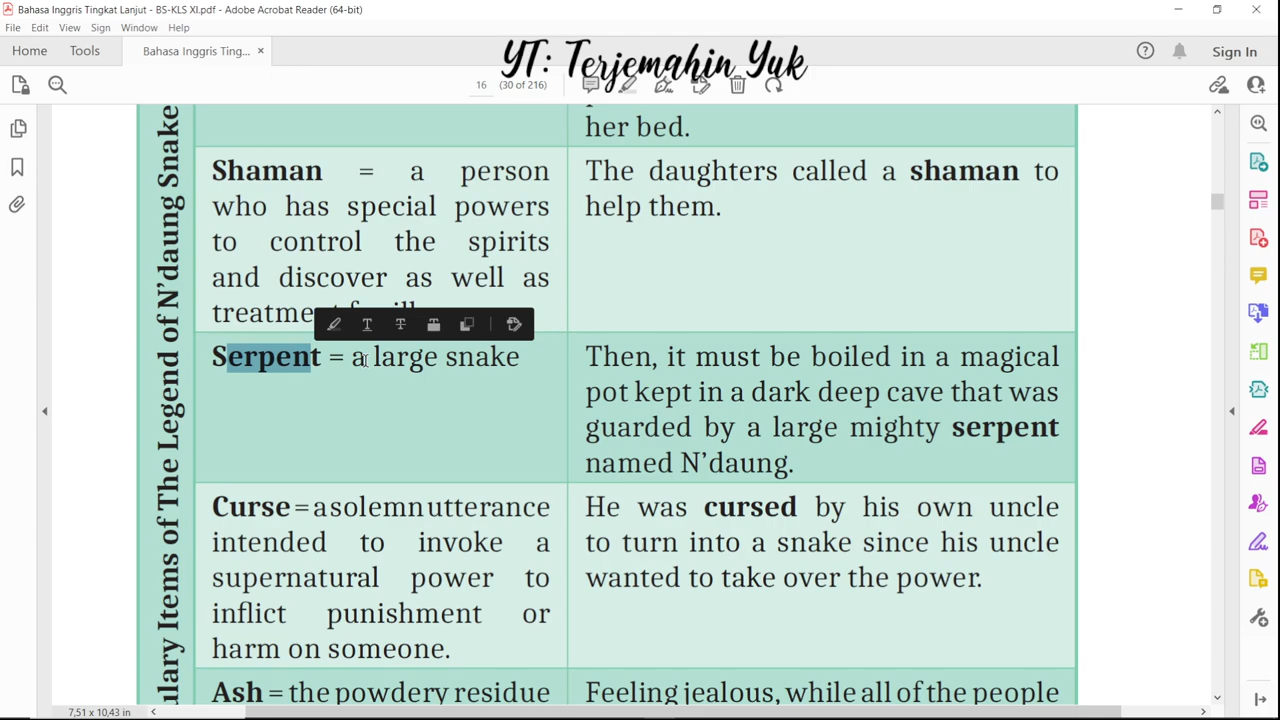 Bahasa Inggris Tingkat Lanjut - BS-KLS XI.pdf - Adobe Acrobat Reader (64-bit)
File Edit View Sign Window Help
Home Tools Bahasa Inggris Ting... × Sign In
YT: Terjemahin Yuk
16 (30 of 216)
her bed.
Shaman = a person
who has special powers
to control the spirits
and discover as well as
The daughters called a shaman to
help them.
Serpent = a large snake
Then, it must be boiled in a magical
pot kept in a dark deep cave that was
guarded by a large mighty serpent
named N’daung.
Curse = a solemn utterance
intended to invoke a
supernatural power to
inflict punishment or
harm on someone.
He was cursed by his own uncle
to turn into a snake since his uncle
wanted to take over the power.
Ash = the powdery residue
Feeling jealous, while all of the people
Items of The Legend of N’daung Snake
7,51 x 10,43 in